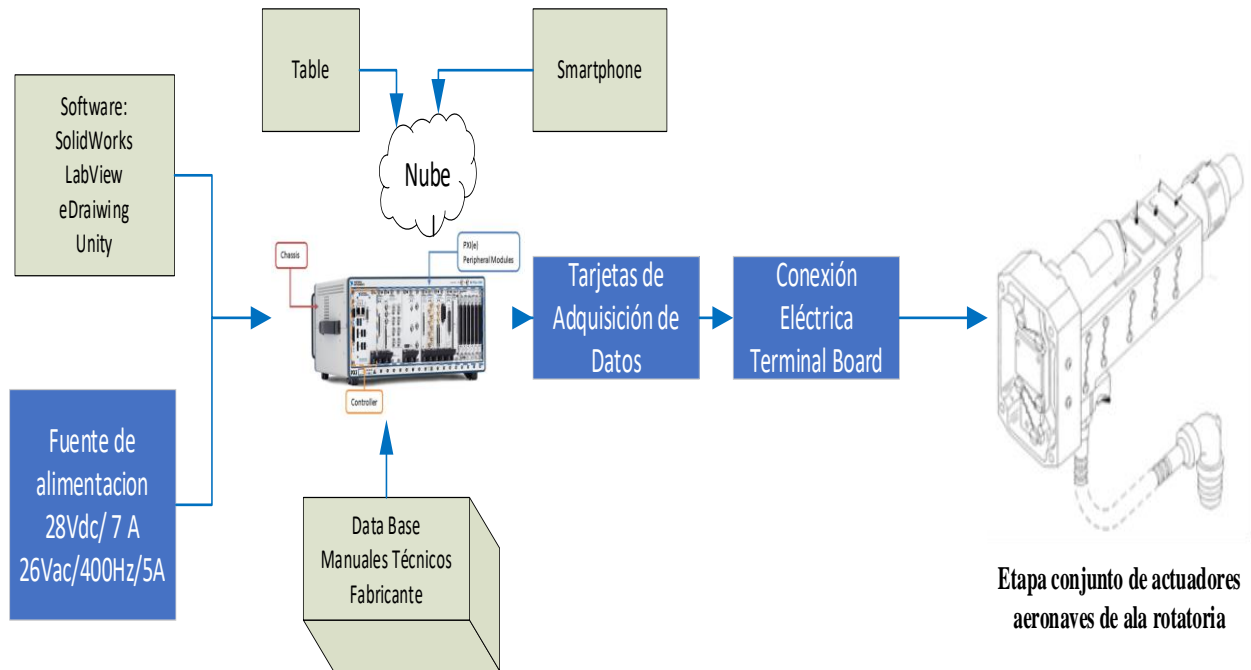 Table
Smartphone
Software:
SolidWorks
LabView
eDraiwing
Unity
Nube
Chassis
PXI(e)
Peripheral Modules
Controller
Tarjetas de
Adquisición de
Datos
Conexión
Eléctrica
Terminal Board
Fuente de
alimentacion
28Vdc/ 7 A
26Vac/400Hz/5A
Data Base
Manuales Técnicos
Fabricante
Etapa conjunto de actuadores
aeronaves de ala rotatoria